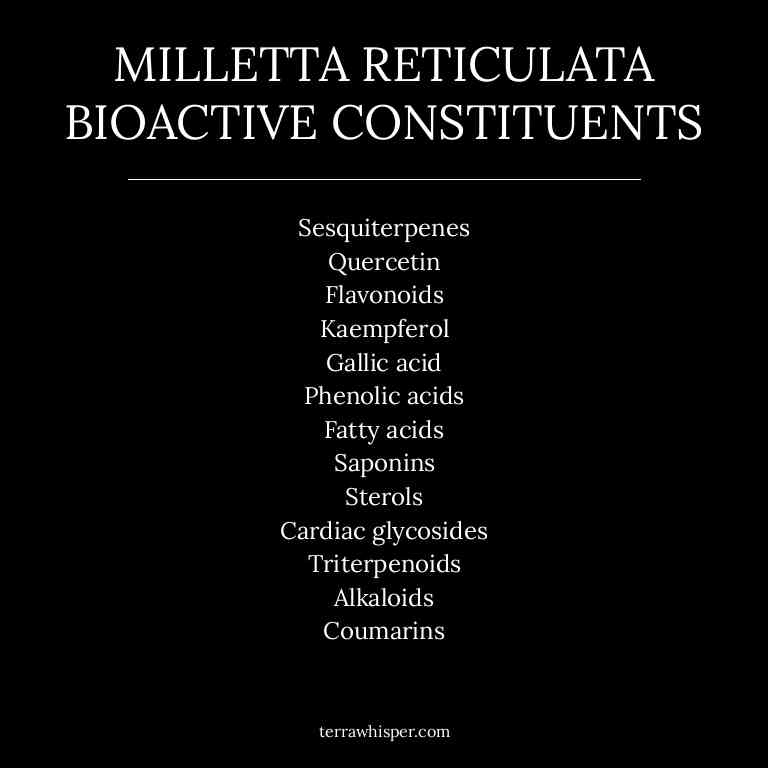 MILLETTA RETICULATA
BIOACTIVE CONSTITUENTS
Sesquiterpenes
Quercetin
Flavonoids
Kaempferol
Gallic acid
Phenolic acids
Fatty acids
Saponins
Sterols
Cardiac glycosides
Triterpenoids
Alkaloids
Coumarins
terrawhisper.com